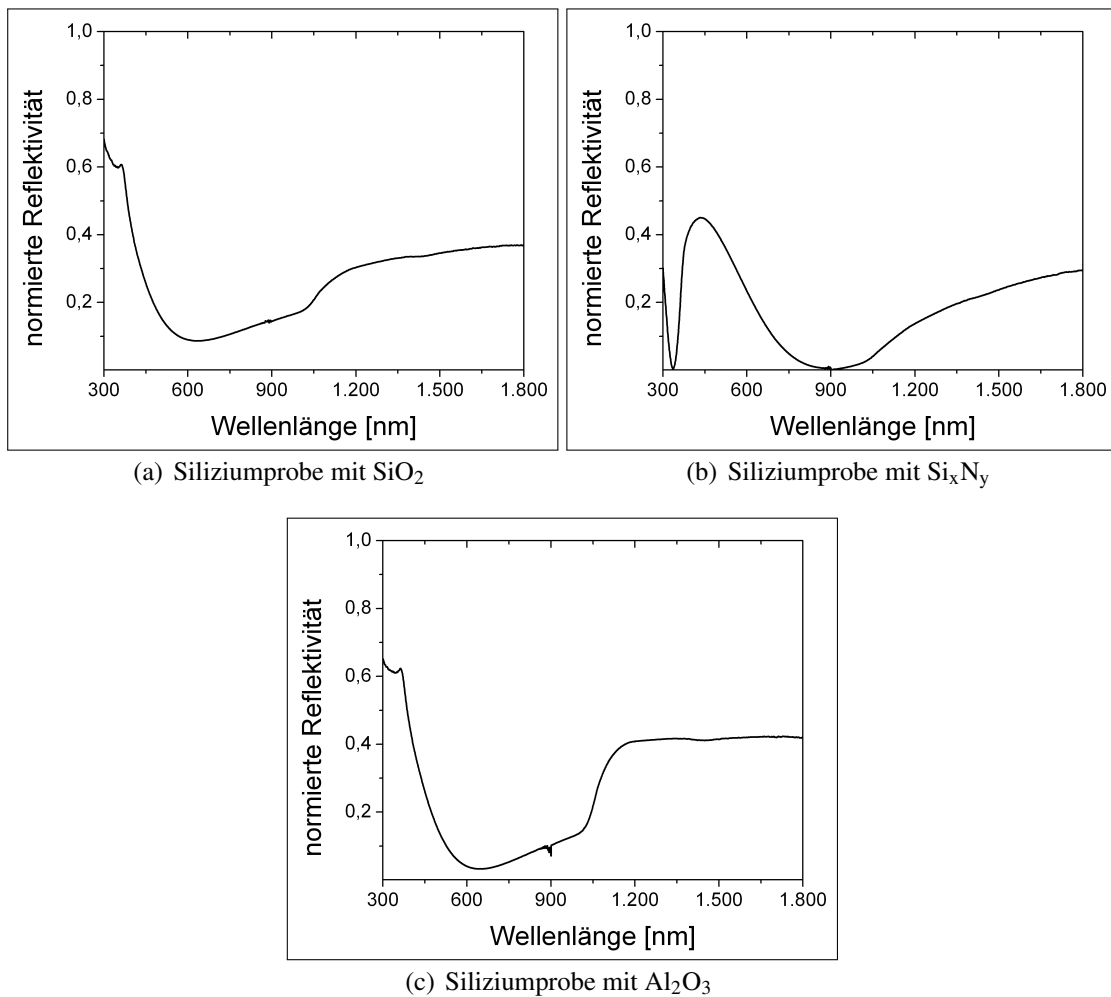 1,0
0,8
0,6
0,4
0,2
normierte Reflektivität
300 600 900 1.200 1.500 1.800
Wellenlänge [nm]
(a) Siliziumprobe mit SiO₂
1,0
0,8
0,6
0,4
0,2
normierte Reflektivität
300 600 900 1.200 1.500 1.800
Wellenlänge [nm]
(b) Siliziumprobe mit SiₓNᵧ
1,0
0,8
0,6
0,4
0,2
normierte Reflektivität
300 600 900 1.200 1.500 1.800
Wellenlänge [nm]
(c) Siliziumprobe mit Al₂O₃